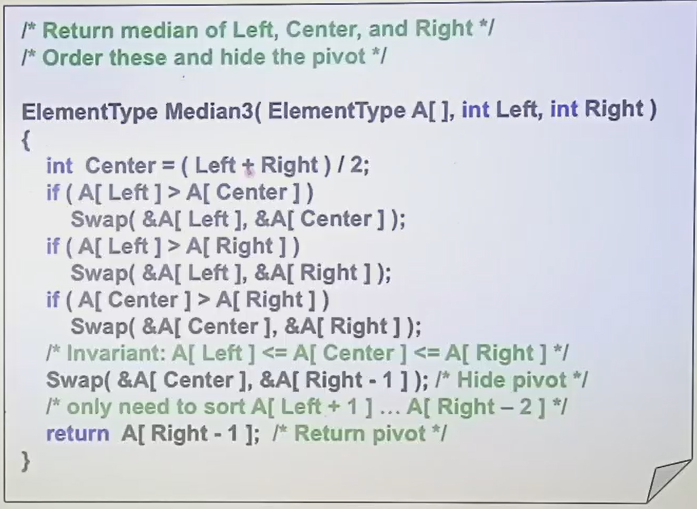 /* Return median of Left, Center, and Right */
/* Order these and hide the pivot */
ElementType Median3( ElementType A[ ], int Left, int Right )
{
int Center = ( Left + Right ) / 2;
if ( A[ Left ] > A[ Center ] )
Swap( &A[ Left ], &A[ Center ] );
if ( A[ Left ] > A[ Right ] )
Swap( &A[ Left ], &A[ Right ] );
if ( A[ Center ] > A[ Right ] )
Swap( &A[ Center ], &A[ Right ] );
/* Invariant: A[ Left ] <= A[ Center ] <= A[ Right ] */
Swap( &A[ Center ], &A[ Right - 1 ] ); /* Hide pivot */
/* only need to sort A[ Left + 1 ] … A[ Right – 2 ] */
return A[ Right - 1 ]; /* Return pivot */
}